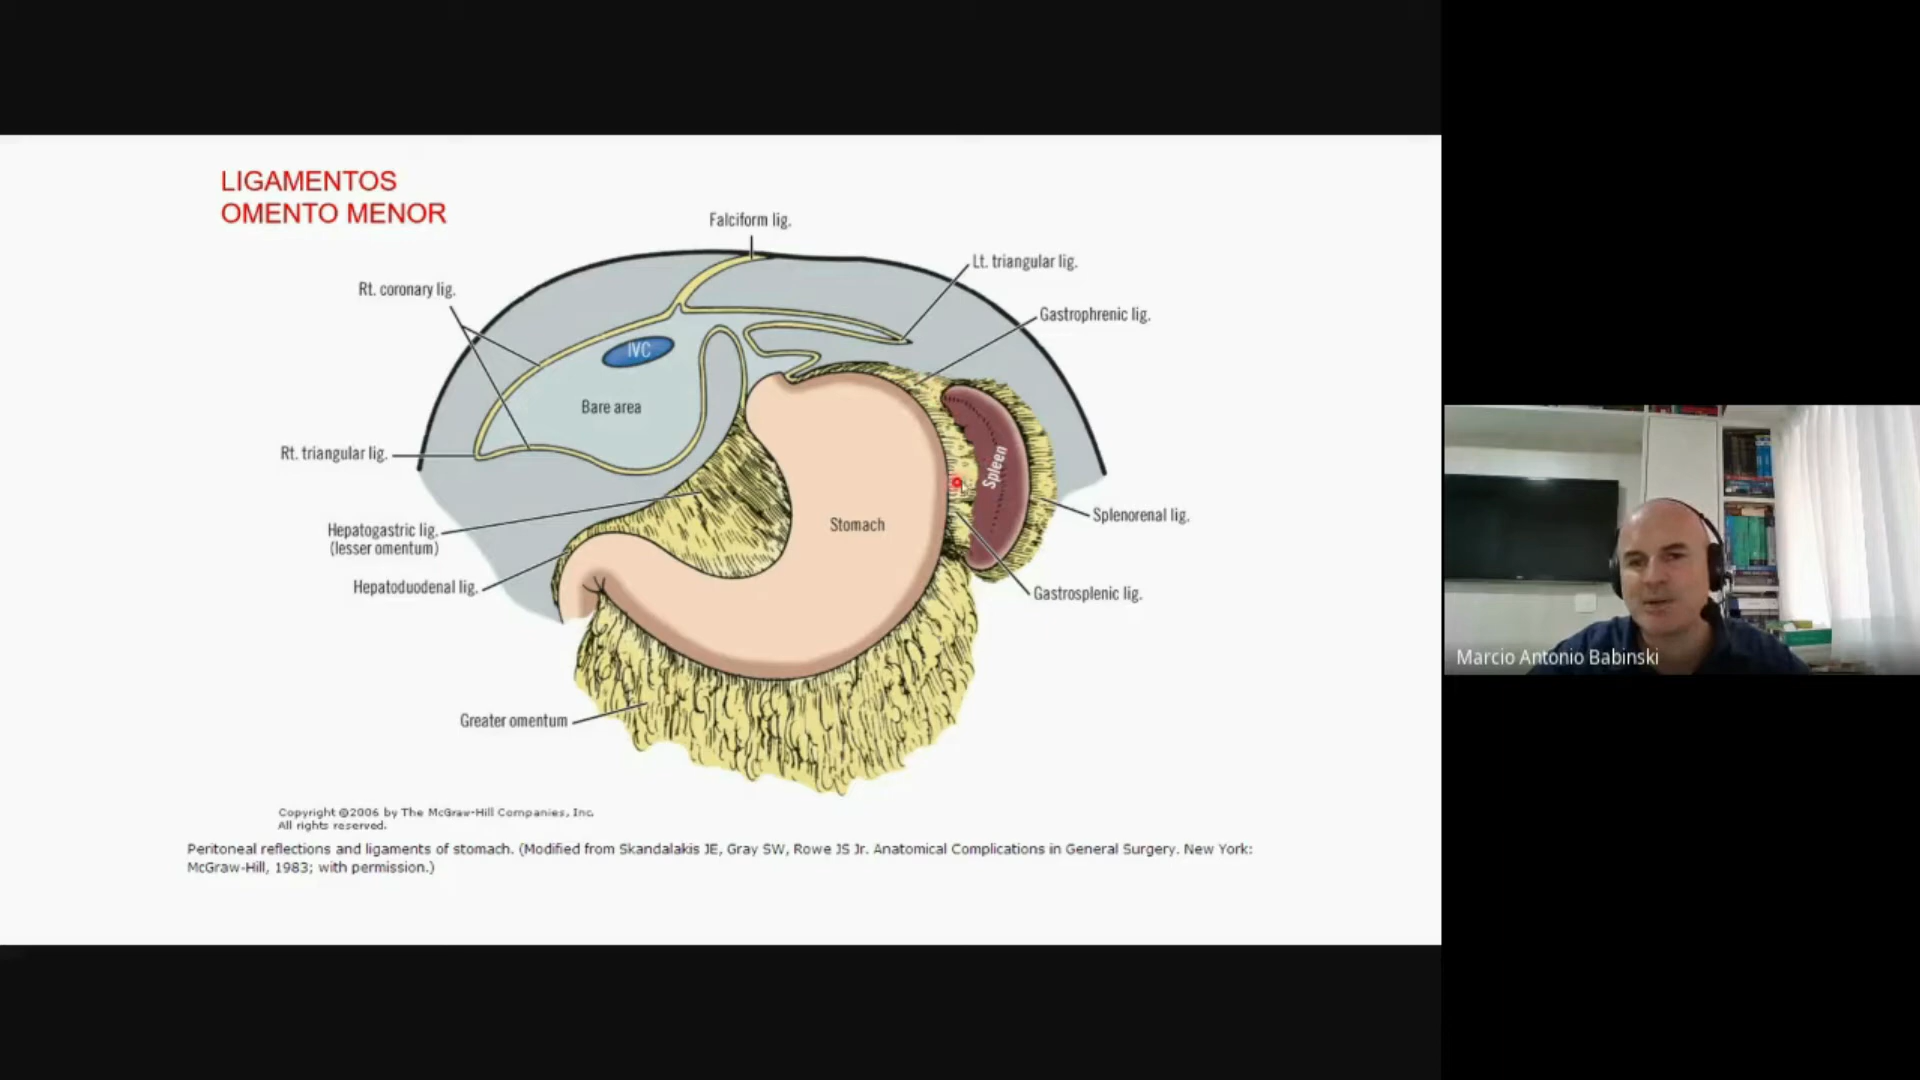 LIGAMENTOS
OMENTO MENOR
Falciform lig.
Lt. triangular lig.
Rt. coronary lig.
Gastrophrenic lig.
IVC
Bare area
Rt. triangular lig.
Spleen
Splenorenal lig.
Stomach
Hepatogastric lig.
(lesser omentum)
Hepatoduodenal lig.
Gastrosplenic lig.
Greater omentum
Copyright ©2006 by The McGraw-Hill Companies, Inc.
All rights reserved.
Peritoneal reflections and ligaments of stomach. (Modified from Skandalakis JE, Gray SW, Rowe JS Jr. Anatomical Complications in General Surgery. New York:
McGraw-Hill, 1983; with permission.)
Marcio Antonio Babinski